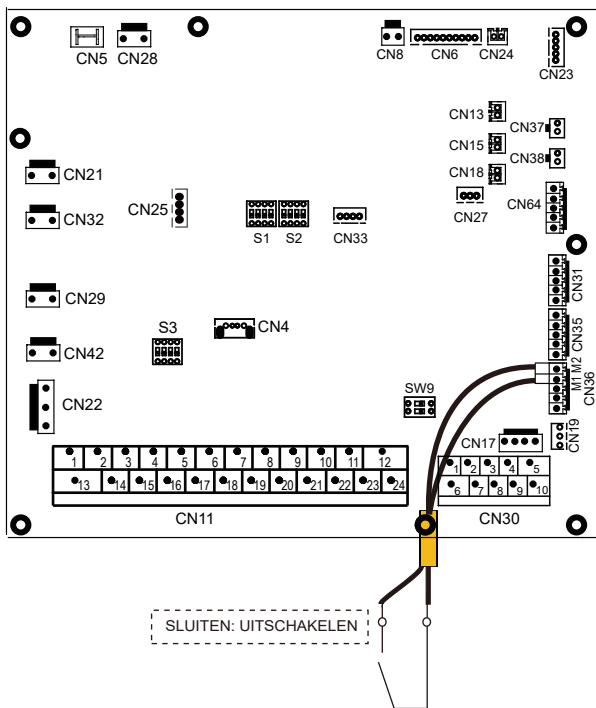 CN5
CN28
CN8
CN6
CN24
CN23
CN13
CN37
CN15
CN38
CN18
CN21
CN25
CN32
S1
S2
CN33
CN27
CN64
CN31
CN29
CN4
CN35
S3
CN42
M1 M2
CN36
SW9
CN22
CN17
CN19
1 2 3 4 5 6 7 8 9 10 11 12
13 14 15 16 17 18 19 20 21 22 23 24
CN11
1 2 3 4 5
6 7 8 9 10
CN30
SLUITEN: UITSCHAKELEN